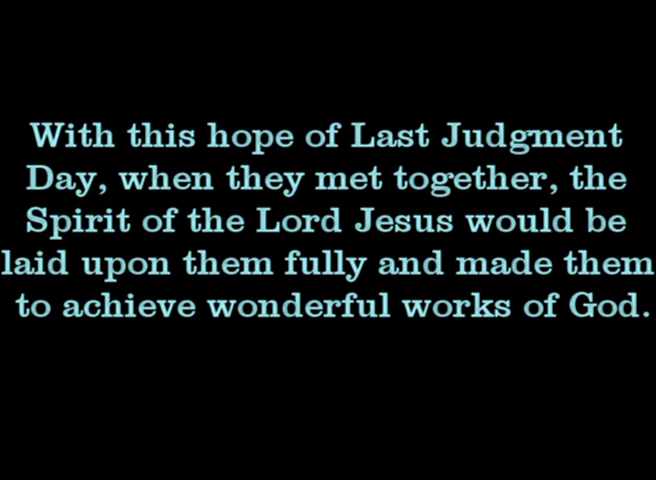 With this hope of Last Judgment
Day, when they met together, the
Spirit of the Lord Jesus would be
laid upon them fully and made them
to achieve wonderful works of God.